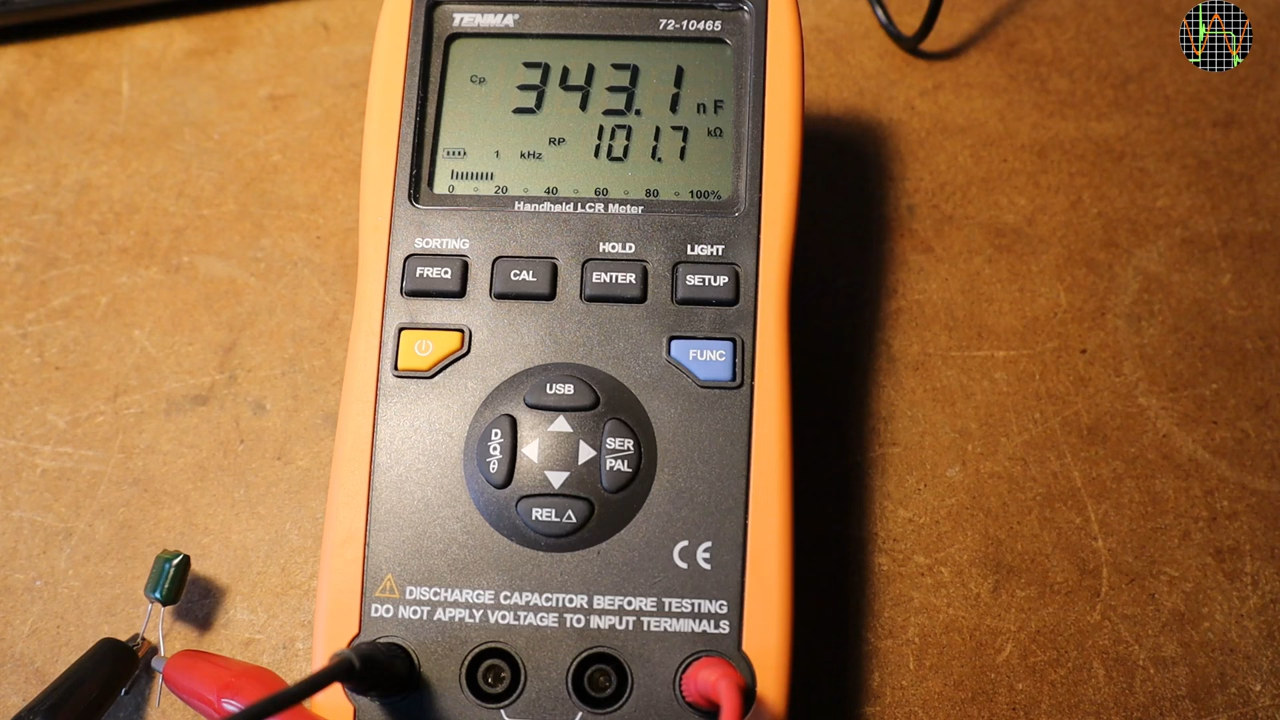 TENMA® 72-10465
Cp 343.1 nF
RP 101.7 kΩ
1 kHz
0 20 40 60 80 100%
Handheld LCR Meter
SORTING HOLD LIGHT
FREQ CAL ENTER SETUP
FUNC
USB
D/Q/θ
SER/PAL
REL△
CE
DISCHARGE CAPACITOR BEFORE TESTING
DO NOT APPLY VOLTAGE TO INPUT TERMINALS